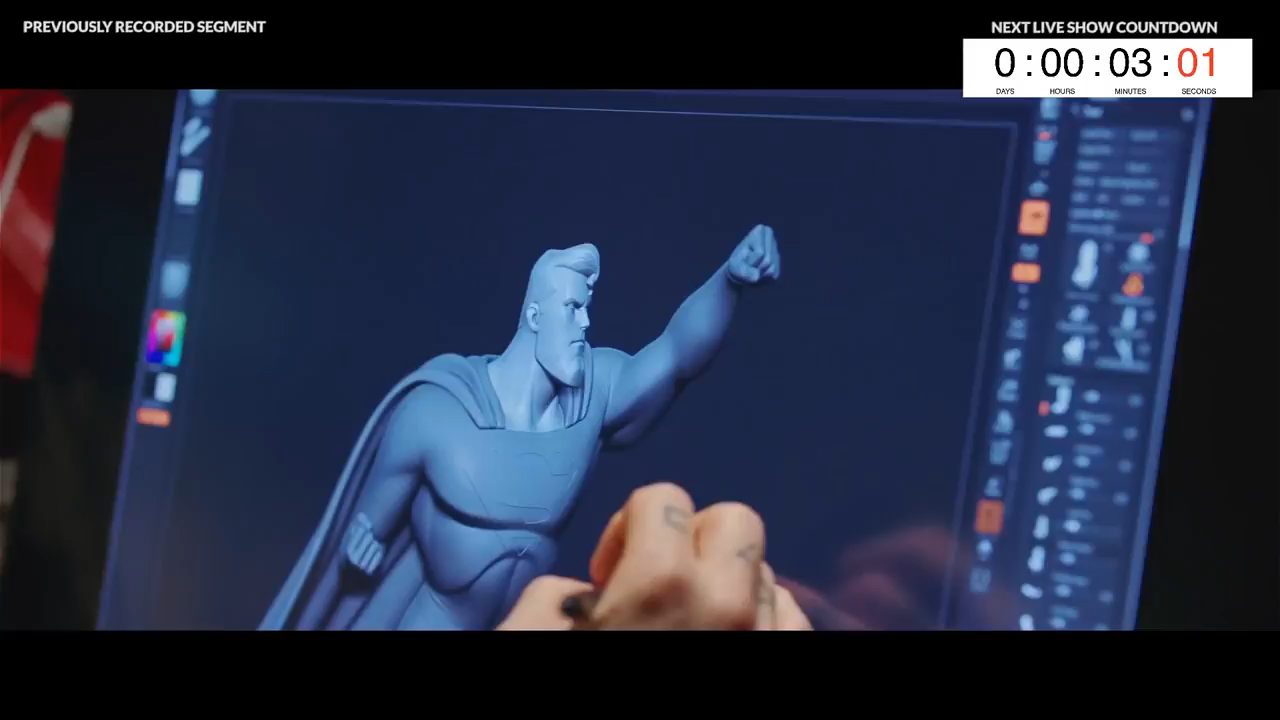 PREVIOUSLY RECORDED SEGMENT
NEXT LIVE SHOW COUNTDOWN
0 : 00 : 03 : 01
DAYS HOURS MINUTES SECONDS